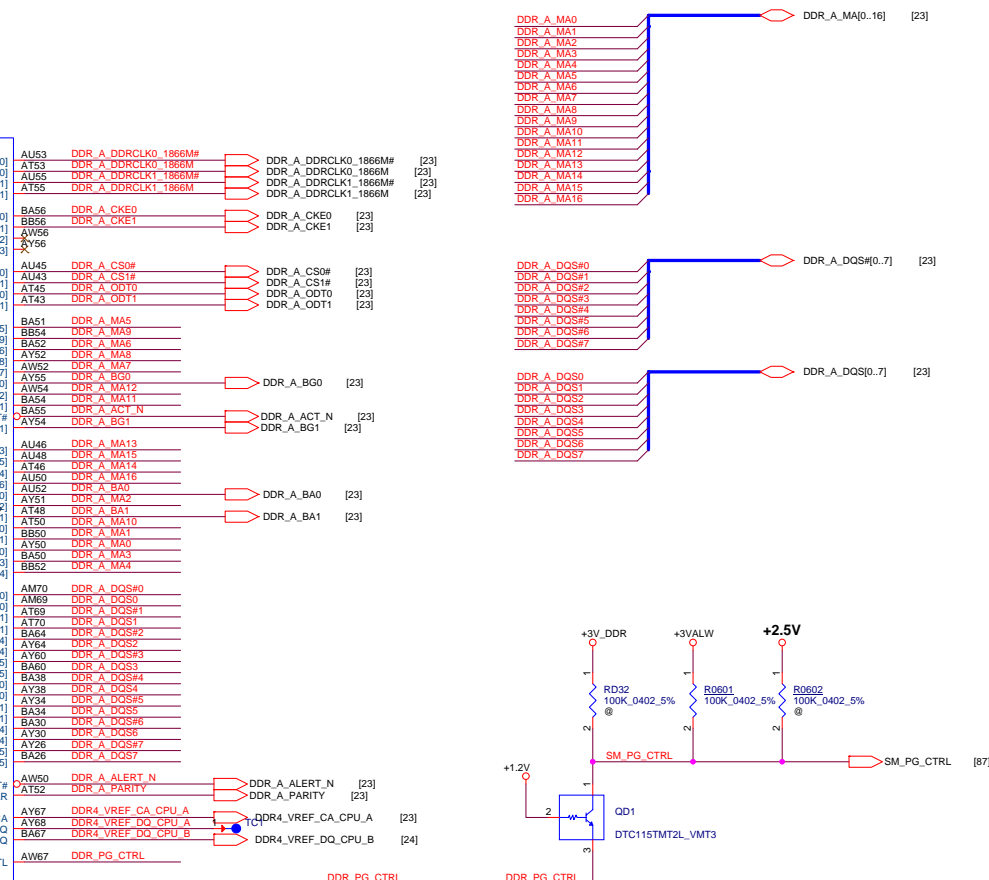 DDR_A_MA0
DDR_A_MA1
DDR_A_MA2
DDR_A_MA3
DDR_A_MA4
DDR_A_MA5
DDR_A_MA6
DDR_A_MA7
DDR_A_MA8
DDR_A_MA9
DDR_A_MA10
DDR_A_MA11
DDR_A_MA12
DDR_A_MA13
DDR_A_MA14
DDR_A_MA15
DDR_A_MA16
DDR_A_MA[0..16] [23]
AU53 DDR_A_DDRCLK0_1866M# DDR_A_DDRCLK0_1866M# [23]
AT53 DDR_A_DDRCLK0_1866M DDR_A_DDRCLK0_1866M [23]
AU55 DDR_A_DDRCLK1_1866M# DDR_A_DDRCLK1_1866M# [23]
AT55 DDR_A_DDRCLK1_1866M DDR_A_DDRCLK1_1866M [23]
BA56 DDR_A_CKE0 DDR_A_CKE0 [23]
BB56 DDR_A_CKE1 DDR_A_CKE1 [23]
AW56
AY56
AU45 DDR_A_CS0# DDR_A_CS0# [23]
AU43 DDR_A_CS1# DDR_A_CS1# [23]
AT45 DDR_A_ODT0 DDR_A_ODT0 [23]
AT43 DDR_A_ODT1 DDR_A_ODT1 [23]
DDR_A_DQS#0
DDR_A_DQS#1
DDR_A_DQS#2
DDR_A_DQS#3
DDR_A_DQS#4
DDR_A_DQS#5
DDR_A_DQS#6
DDR_A_DQS#7
DDR_A_DQS#[0..7] [23]
BA51 DDR_A_MA5
BB54 DDR_A_MA9
BA52 DDR_A_MA6
AY52 DDR_A_MA8
AW52 DDR_A_MA7
AY55 DDR_A_BG0 DDR_A_BG0 [23]
AW54 DDR_A_MA12
BA54 DDR_A_MA11
BA55 DDR_A_ACT_N DDR_A_ACT_N [23]
AY54 DDR_A_BG1 DDR_A_BG1 [23]
DDR_A_DQS0
DDR_A_DQS1
DDR_A_DQS2
DDR_A_DQS3
DDR_A_DQS4
DDR_A_DQS5
DDR_A_DQS6
DDR_A_DQS7
DDR_A_DQS[0..7] [23]
AU46 DDR_A_MA13
AU48 DDR_A_MA15
AT46 DDR_A_MA14
AU50 DDR_A_MA16
AU52 DDR_A_BA0 DDR_A_BA0 [23]
AY51 DDR_A_MA2
AT48 DDR_A_BA1 DDR_A_BA1 [23]
AT50 DDR_A_MA10
BB50 DDR_A_MA1
AY50 DDR_A_MA0
BA50 DDR_A_MA3
BB52 DDR_A_MA4
AM70 DDR_A_DQS#0
AM69 DDR_A_DQS0
AT69 DDR_A_DQS#1
AT70 DDR_A_DQS1
BA64 DDR_A_DQS#2
AY64 DDR_A_DQS2
AY60 DDR_A_DQS#3
BA60 DDR_A_DQS3
BA38 DDR_A_DQS#4
AY38 DDR_A_DQS4
AY34 DDR_A_DQS#5
BA34 DDR_A_DQS5
BA30 DDR_A_DQS#6
AY30 DDR_A_DQS6
AY26 DDR_A_DQS#7
BA26 DDR_A_DQS7
AW50 DDR_A_ALERT_N DDR_A_ALERT_N [23]
AT52 DDR_A_PARITY DDR_A_PARITY [23]
AY67 DDR4_VREF_CA_CPU_A DDR4_VREF_CA_CPU_A [23]
AY68 DDR4_VREF_DQ_CPU_A 1 TC1
BA67 DDR4_VREF_DQ_CPU_B DDR4_VREF_DQ_CPU_B [24]
AW67 DDR_PG_CTRL
+3V_DDR +3VALW +2.5V
1 1 1
RD32 R0601 R0602
100K_0402_5% 100K_0402_5% 100K_0402_5%
@ @
2 2 2
SM_PG_CTRL SM_PG_CTRL [87]
+1.2V
1
2 QD1
DTC115TMT2L_VMT3
3
DDR_PG_CTRL DDR_PG_CTRL